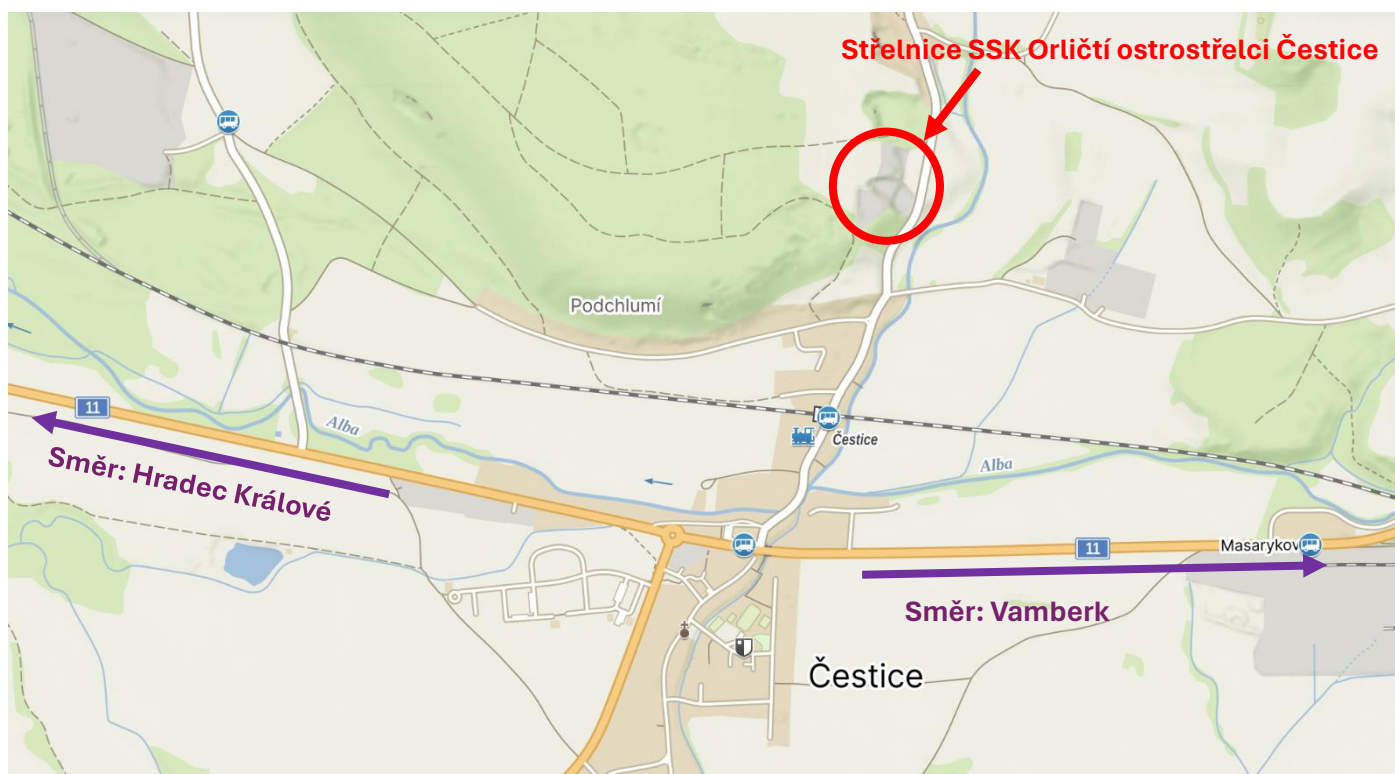 Střelnice SSK Orličtí ostrostřelci Čestice
Podchlumí
11
Alba
Čestice
Směr: Hradec Králové
Alba
11
Masarykov
Směr: Vamberk
Čestice